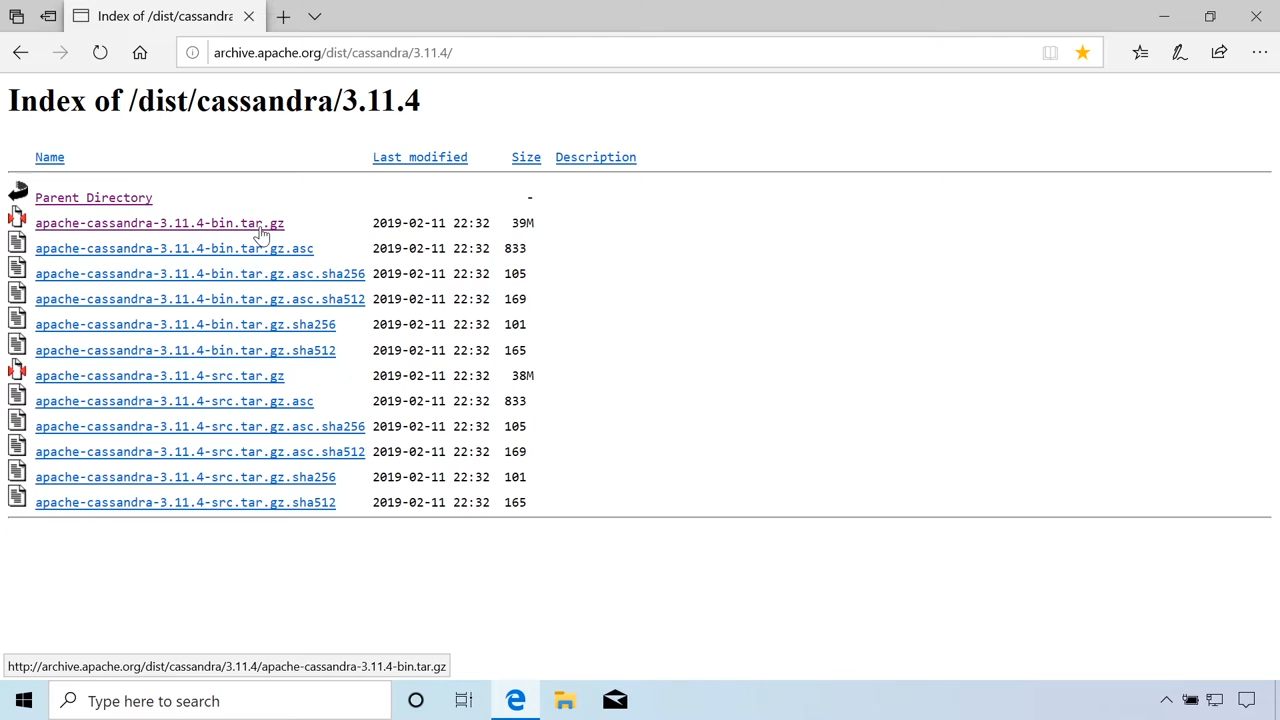 Index of /dist/cassandra
archive.apache.org/dist/cassandra/3.11.4/
Index of /dist/cassandra/3.11.4
Name Last modified Size Description
Parent Directory -
apache-cassandra-3.11.4-bin.tar.gz 2019-02-11 22:32 39M
apache-cassandra-3.11.4-bin.tar.gz.asc 2019-02-11 22:32 833
apache-cassandra-3.11.4-bin.tar.gz.asc.sha256 2019-02-11 22:32 105
apache-cassandra-3.11.4-bin.tar.gz.asc.sha512 2019-02-11 22:32 169
apache-cassandra-3.11.4-bin.tar.gz.sha256 2019-02-11 22:32 101
apache-cassandra-3.11.4-bin.tar.gz.sha512 2019-02-11 22:32 165
apache-cassandra-3.11.4-src.tar.gz 2019-02-11 22:32 38M
apache-cassandra-3.11.4-src.tar.gz.asc 2019-02-11 22:32 833
apache-cassandra-3.11.4-src.tar.gz.asc.sha256 2019-02-11 22:32 105
apache-cassandra-3.11.4-src.tar.gz.asc.sha512 2019-02-11 22:32 169
apache-cassandra-3.11.4-src.tar.gz.sha256 2019-02-11 22:32 101
apache-cassandra-3.11.4-src.tar.gz.sha512 2019-02-11 22:32 165
http://archive.apache.org/dist/cassandra/3.11.4/apache-cassandra-3.11.4-bin.tar.gz
Type here to search